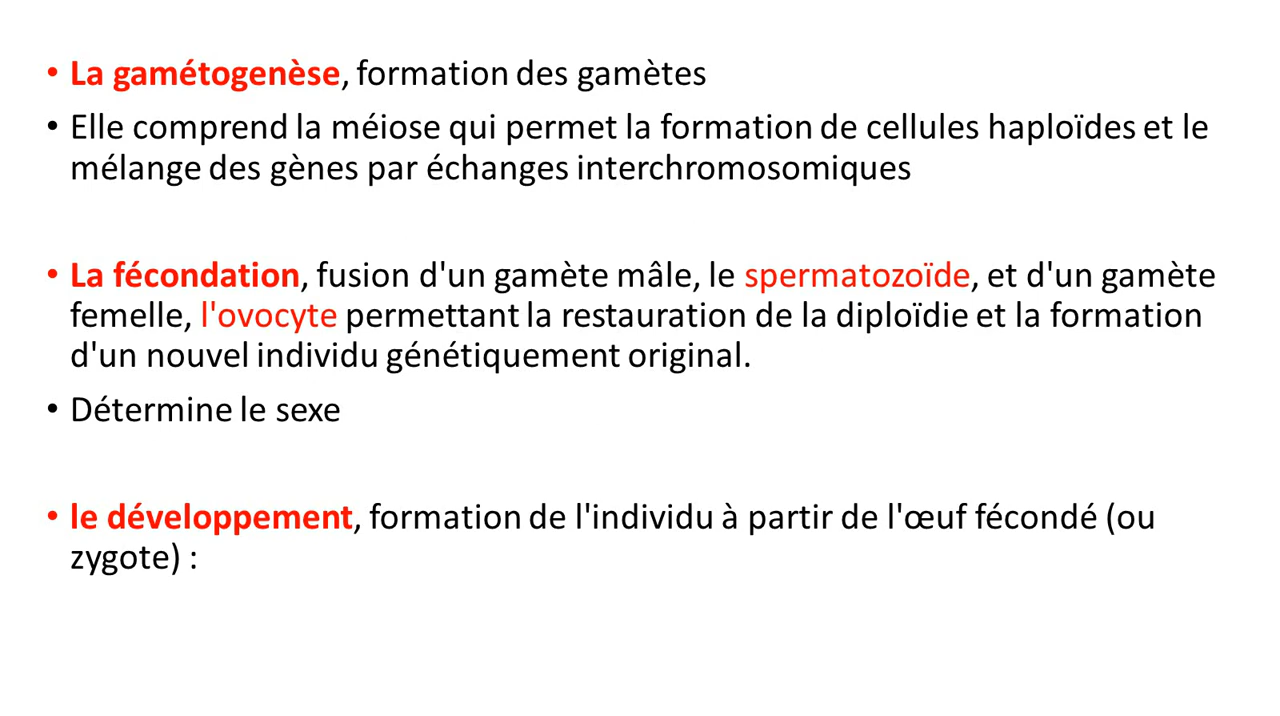 • La gamétogenèse, formation des gamètes
• Elle comprend la méiose qui permet la formation de cellules haploïdes et le
mélange des gènes par échanges interchromosomiques
• La fécondation, fusion d'un gamète mâle, le spermatozoïde, et d'un gamète
femelle, l'ovocyte permettant la restauration de la diploïdie et la formation
d'un nouvel individu génétiquement original.
• Détermine le sexe
• le développement, formation de l'individu à partir de l'œuf fécondé (ou
zygote) :